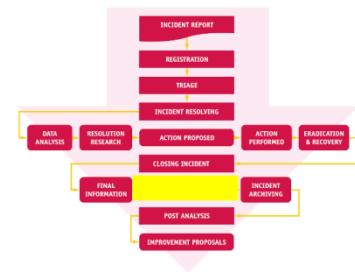 INCIDENT REPORT
REGISTRATION
TRIAGE
INCIDENT RESOLVING
DATA
ANALYSIS
RESOLUTION
RESEARCH
ACTION PROPOSED
ACTION
PERFORMED
ERADICATION
& RECOVERY
CLOSING INCIDENT
FINAL
INFORMATION
INCIDENT
ARCHIVING
POST ANALYSIS
IMPROVEMENT PROPOSALS